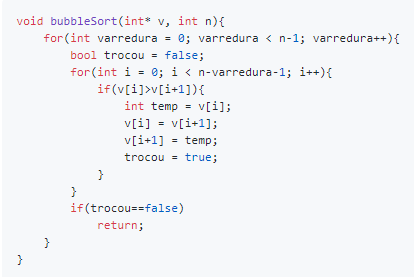 void bubbleSort(int* v, int n){
    for(int varredura = 0; varredura < n-1; varredura++){
        bool trocou = false;
        for(int i = 0; i < n-varredura-1; i++){
            if(v[i]>v[i+1]){
                int temp = v[i];
                v[i] = v[i+1];
                v[i+1] = temp;
                trocou = true;
            }
        }
        if(trocou==false)
            return;
    }
}